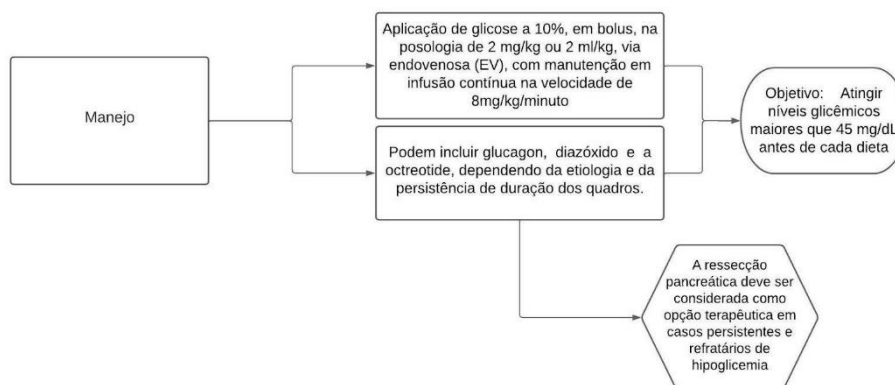 Manejo
Aplicação de glicose a 10%, em bolus, na
posologia de 2 mg/kg ou 2 ml/kg, via
endovenosa (EV), com manutenção em
infusão contínua na velocidade de
8mg/kg/minuto
Podem incluir glucagon, diazóxido e a
octreotide, dependendo da etiologia e da
persistência de duração dos quadros.
Objetivo: Atingir
níveis glicêmicos
maiores que 45 mg/dL
antes de cada dieta
A ressecção
pancreática deve ser
considerada como
opção terapêutica em
casos persistentes e
refratários de
hipoglicemia